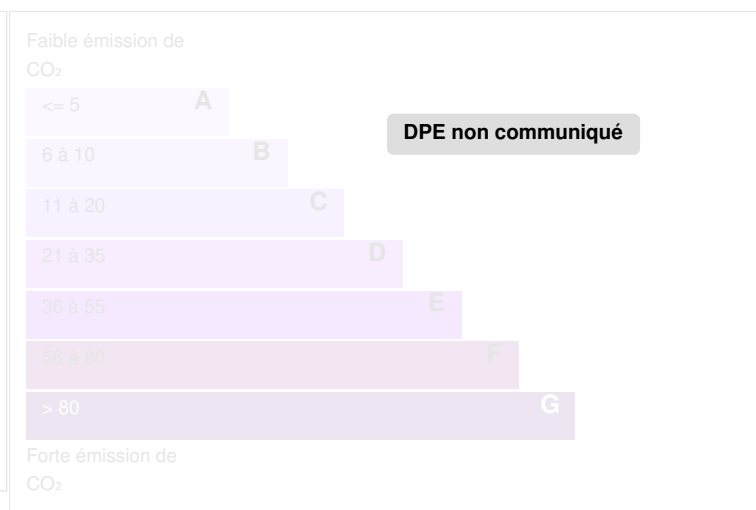 Faible émission de
CO₂
<= 5 A
DPE non communiqué
6 à 10 B
11 à 20 C
21 à 35 D
36 à 55 E
56 à 80 F
> 80 G
Forte émission de
CO₂